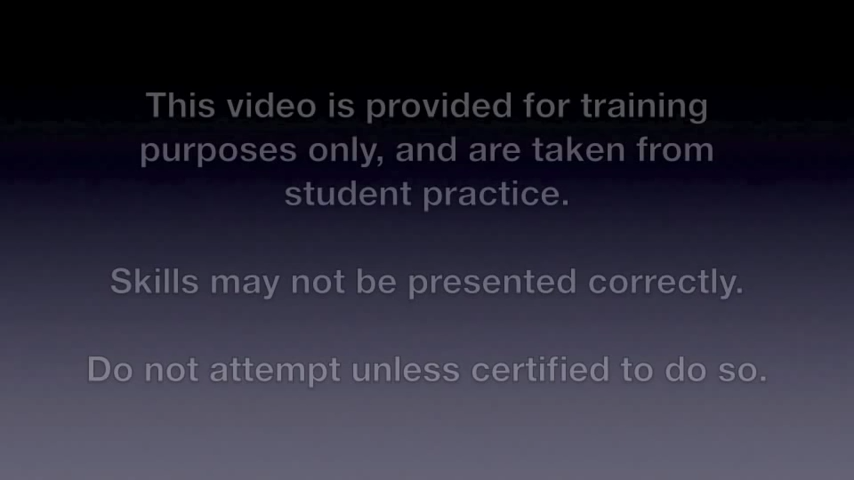 This video is provided for training
purposes only, and are taken from
student practice.
Skills may not be presented correctly.
Do not attempt unless certified to do so.